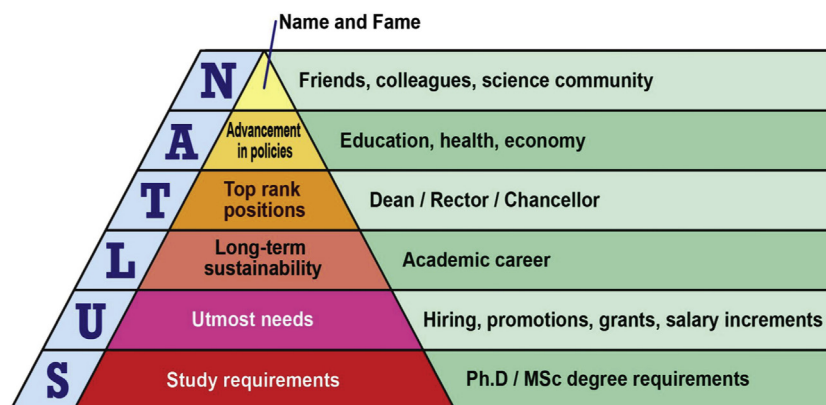 Name and Fame
N
Friends, colleagues, science community
A
Advancement
in policies
Education, health, economy
T
Top rank
positions
Dean / Rector / Chancellor
L
Long-term
sustainability
Academic career
U
Utmost needs
Hiring, promotions, grants, salary increments
S
Study requirements
Ph.D / MSc degree requirements